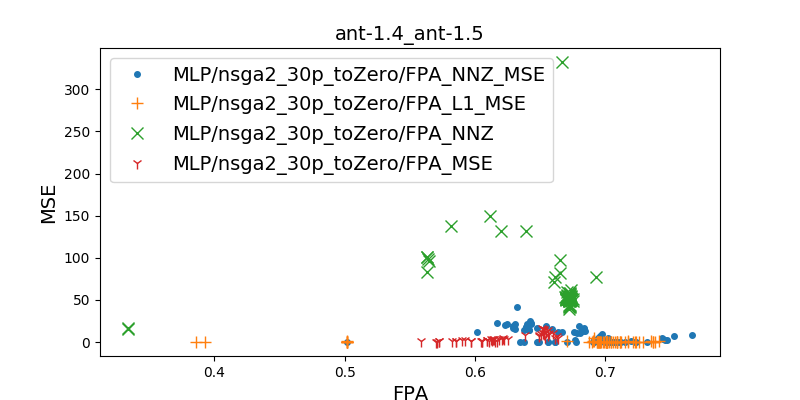 ant-1.4_ant-1.5
MLP/nsga2_30p_toZero/FPA_NNZ_MSE
MLP/nsga2_30p_toZero/FPA_L1_MSE
MLP/nsga2_30p_toZero/FPA_NNZ
MLP/nsga2_30p_toZero/FPA_MSE
MSE
300
250
200
150
100
50
0
0.4 0.5 0.6 0.7
FPA